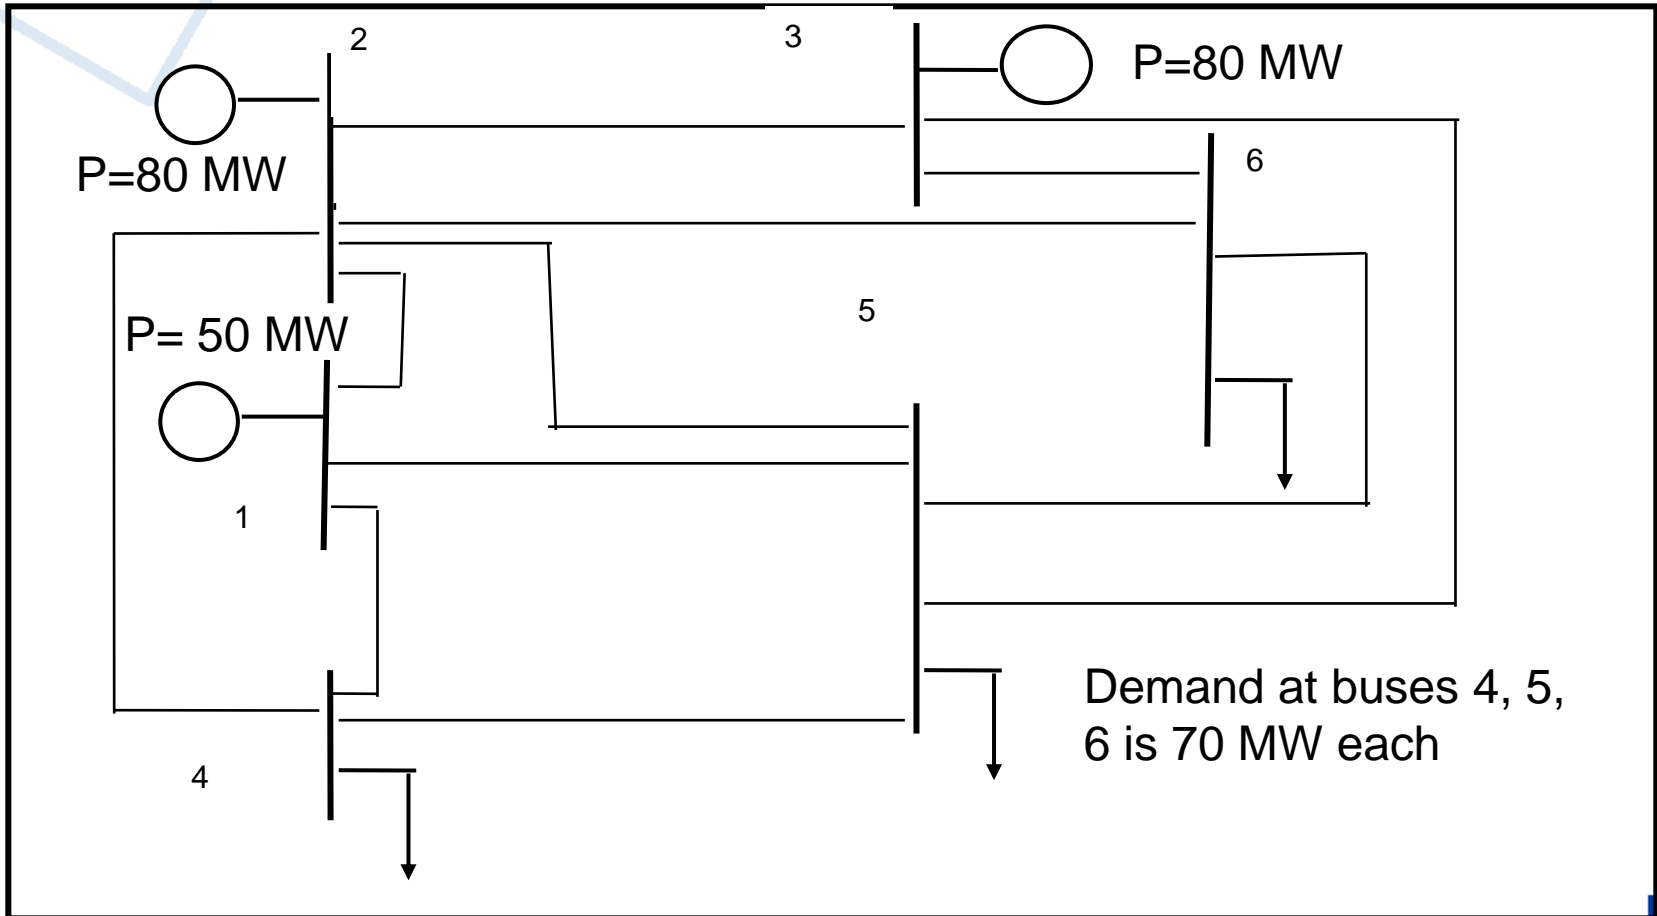 2
3
P=80 MW
P=80 MW
6
5
P= 50 MW
1
Demand at buses 4, 5,
6 is 70 MW each
4